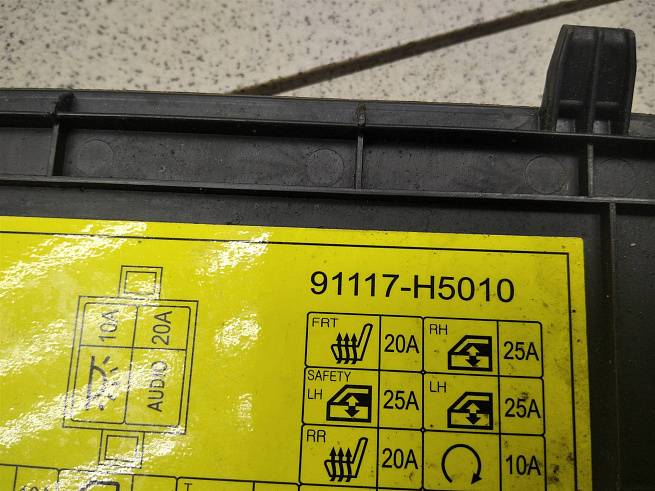 91117-H5010
FRT 20A RH 25A
SAFETY
LH 25A LH 25A
RR 20A 10A
10A
AUDIO 20A
T